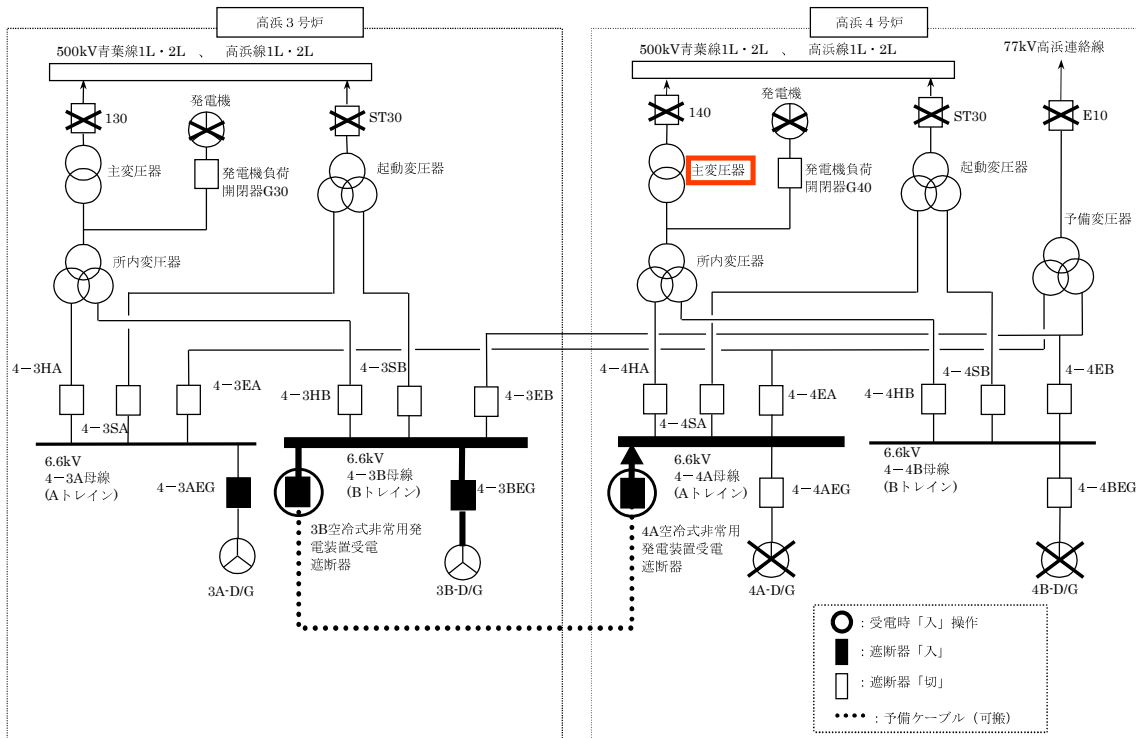 高浜３号炉
高浜４号炉
500kV青葉線1L・2L　、　高浜線1L・2L
500kV青葉線1L・2L　、　高浜線1L・2L
77kV高浜連絡線
130
発電機
ST30
主変圧器
発電機負荷
開閉器G30
起動変圧器
所内変圧器
140
発電機
ST30
E10
主変圧器
発電機負荷
開閉器G40
起動変圧器
予備変圧器
所内変圧器
4－3HA
4－3SA
4－3EA
4－3HB
4－3SB
4－3EB
4－4HA
4－4SA
4－4EA
4－4HB
4－4SB
4－4EB
6.6kV
4－3A母線
(Aトレイン)
4－3AEG
6.6kV
4－3B母線
(Bトレイン)
4－3BEG
6.6kV
4－4A母線
(Aトレイン)
4－4AEG
6.6kV
4－4B母線
(Bトレイン)
4－4BEG
3B空冷式非常用発
電装置受電
遮断器
4A空冷式非常用
発電装置受電
遮断器
3A-D/G
3B-D/G
4A-D/G
4B-D/G
：受電時「入」操作
：遮断器「入」
：遮断器「切」
：予備ケーブル（可搬）